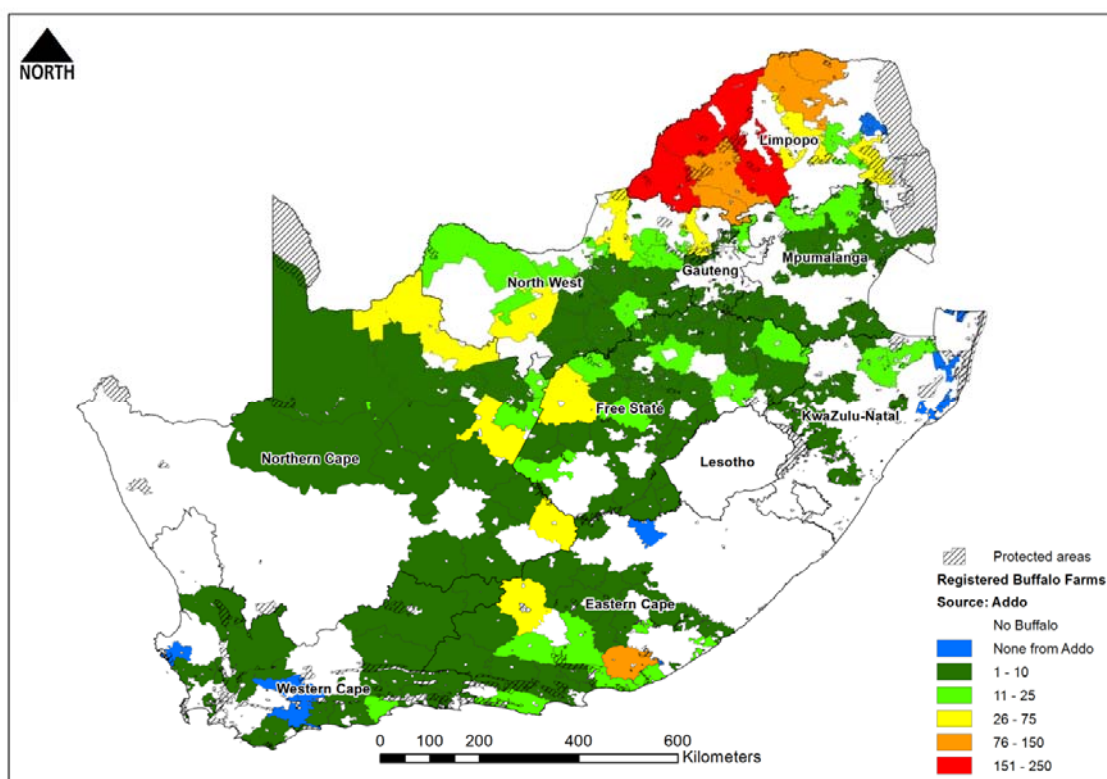 NORTH
Limpopo
Mpumalanga
Gauteng
North West
Free State
KwaZulu-Natal
Lesotho
Northern Cape
Eastern Cape
Western Cape
Protected areas
Registered Buffalo Farms
Source: Addo
No Buffalo
None from Addo
1 - 10
11 - 25
26 - 75
76 - 150
151 - 250
0 100 200 400 600
Kilometers